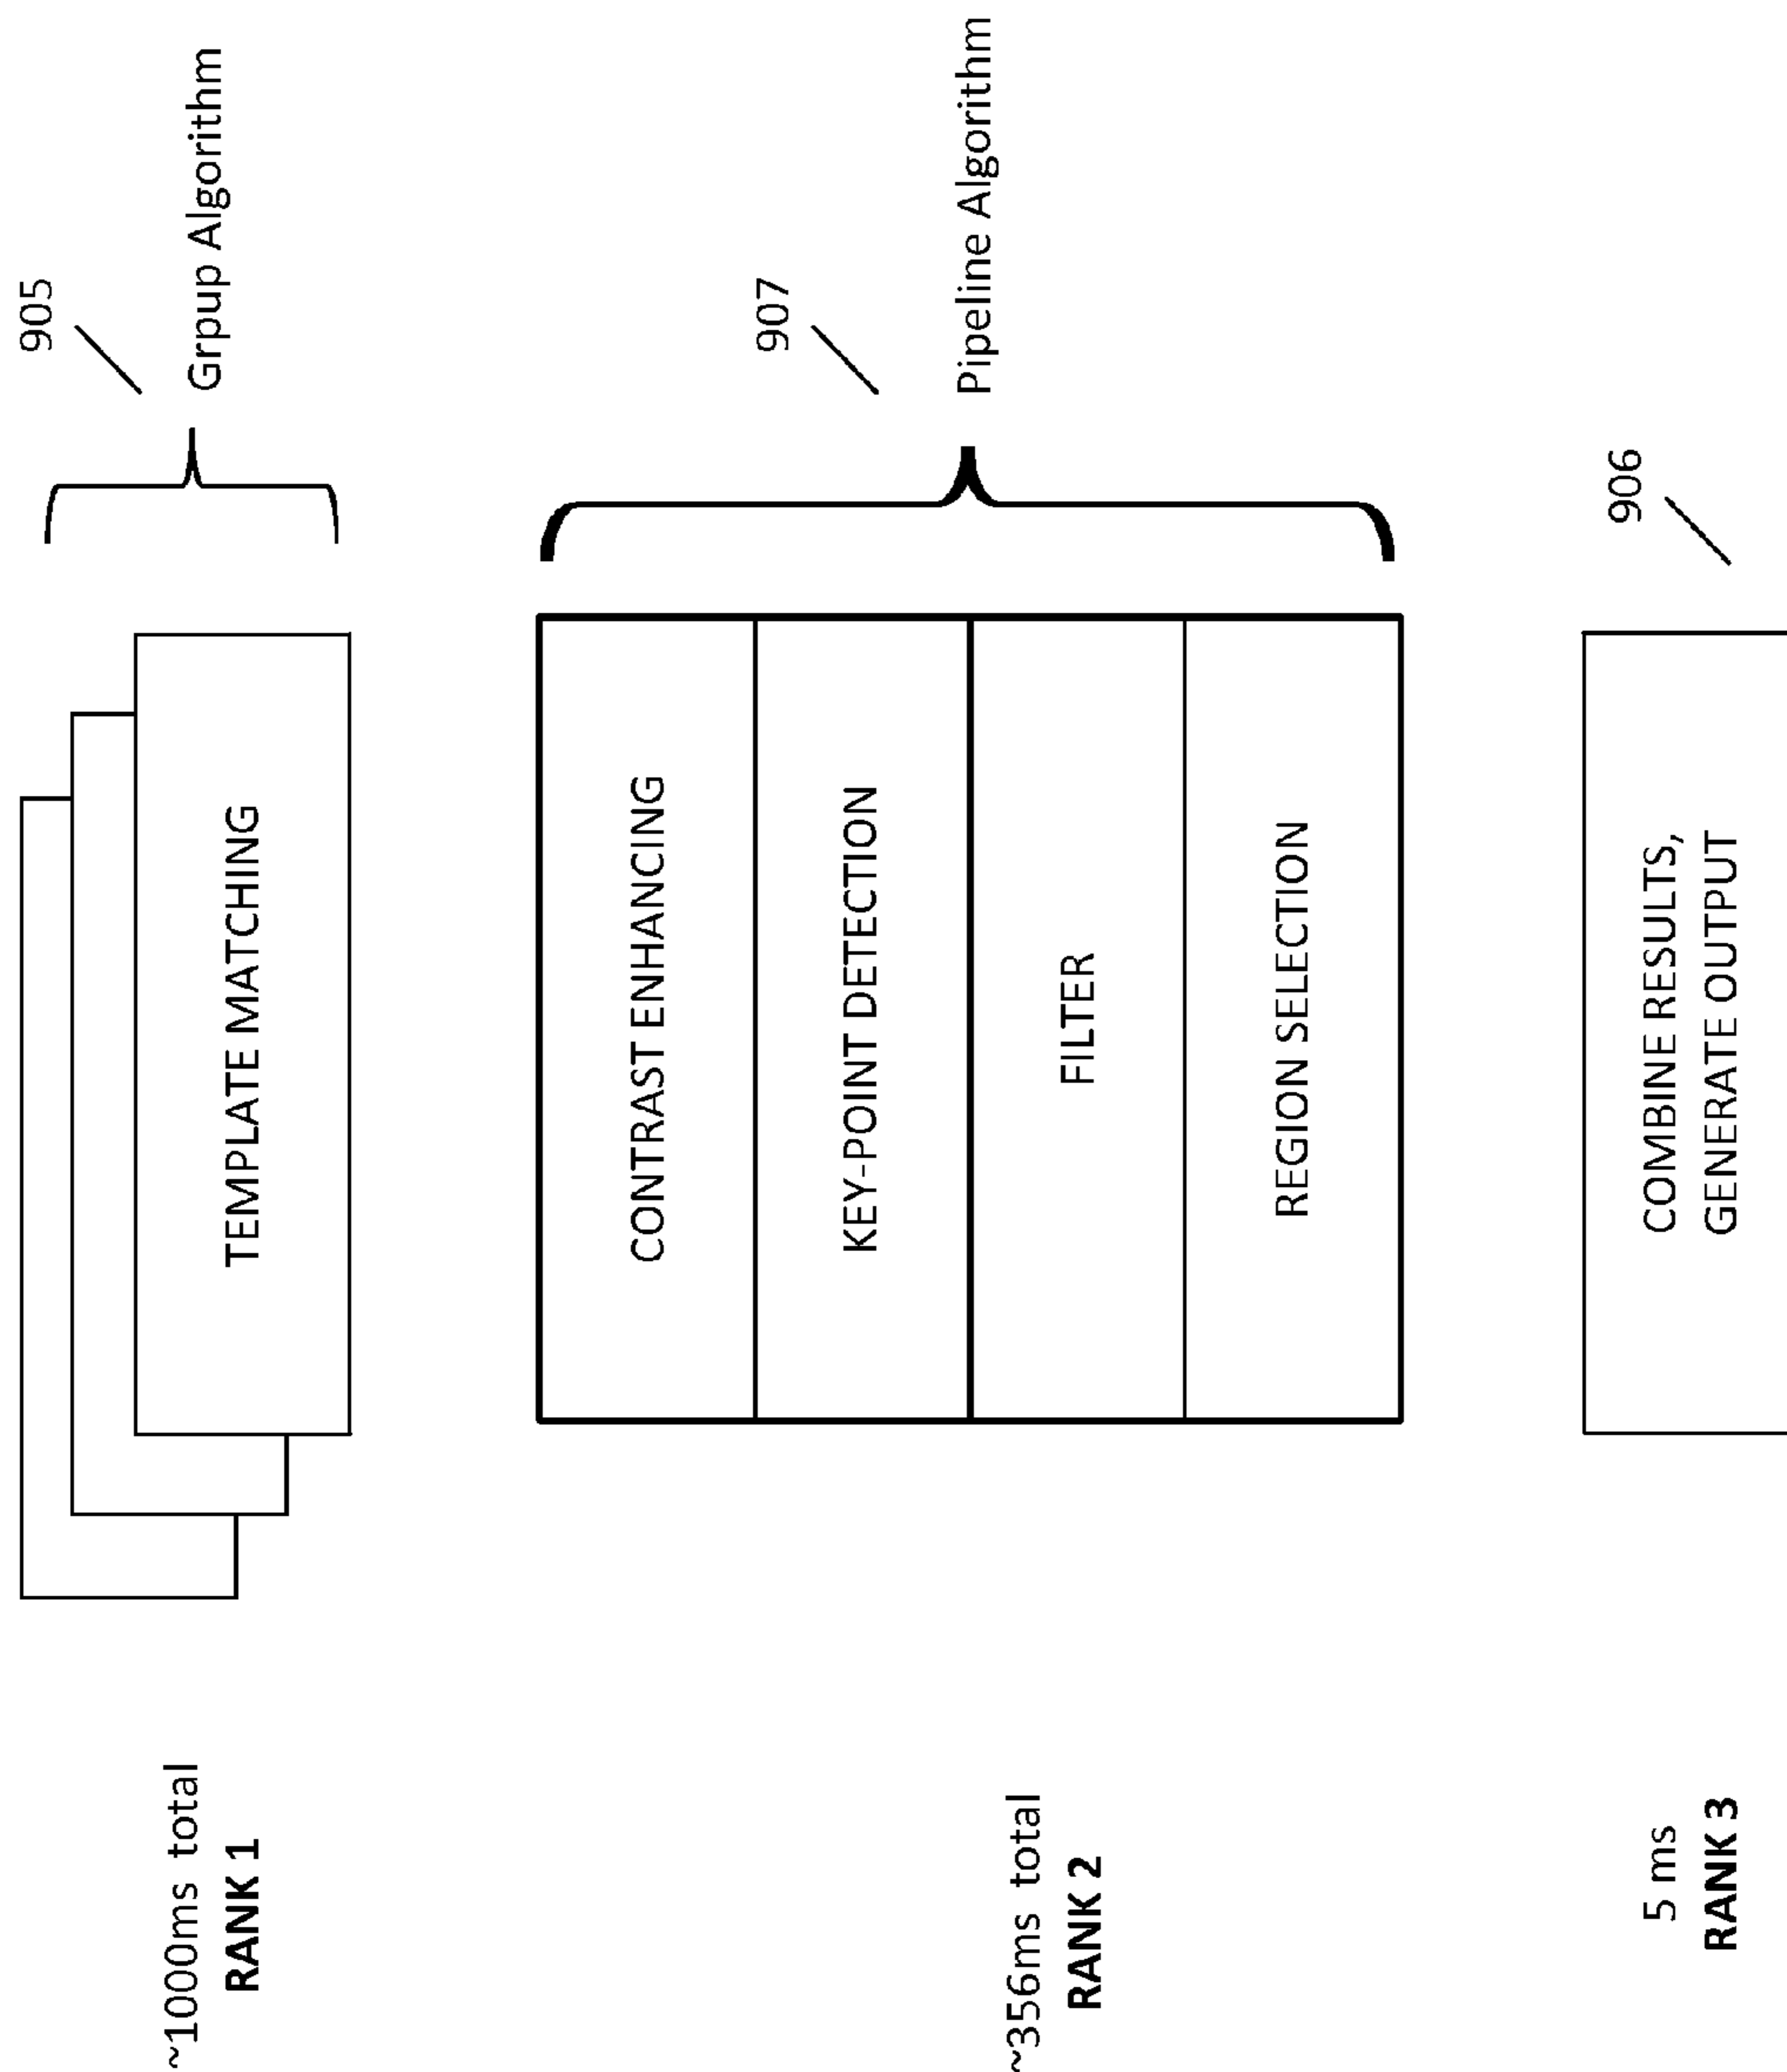 ~1000ms total
RANK 1
TEMPLATE MATCHING
905
Grpup Algorithm
~356ms total
RANK 2
CONTRAST ENHANCING
KEY-POINT DETECTION
FILTER
REGION SELECTION
907
Pipeline Algorithm
5 ms
RANK 3
COMBINE RESULTS,
GENERATE OUTPUT
906